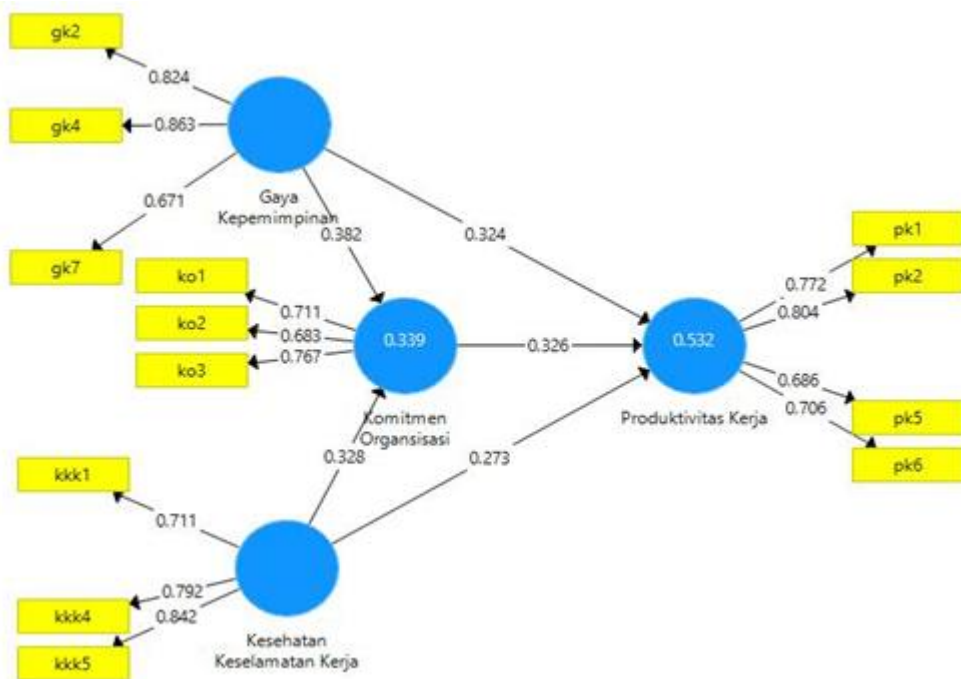 gk2
0.824
gk4
0.863
0.671
gk7
Gaya
Kepemimpinan
0.382
0.324
ko1
0.711
ko2
0.683
ko3
0.767
0.339
Komitmen
Organsisasi
0.326
0.532
Produktivitas Kerja
pk1
0.772
pk2
0.804
0.686
pk5
0.706
pk6
0.328
0.273
kkk1
0.711
kkk4
0.792
kkk5
0.842
Kesehatan
Keselamatan Kerja